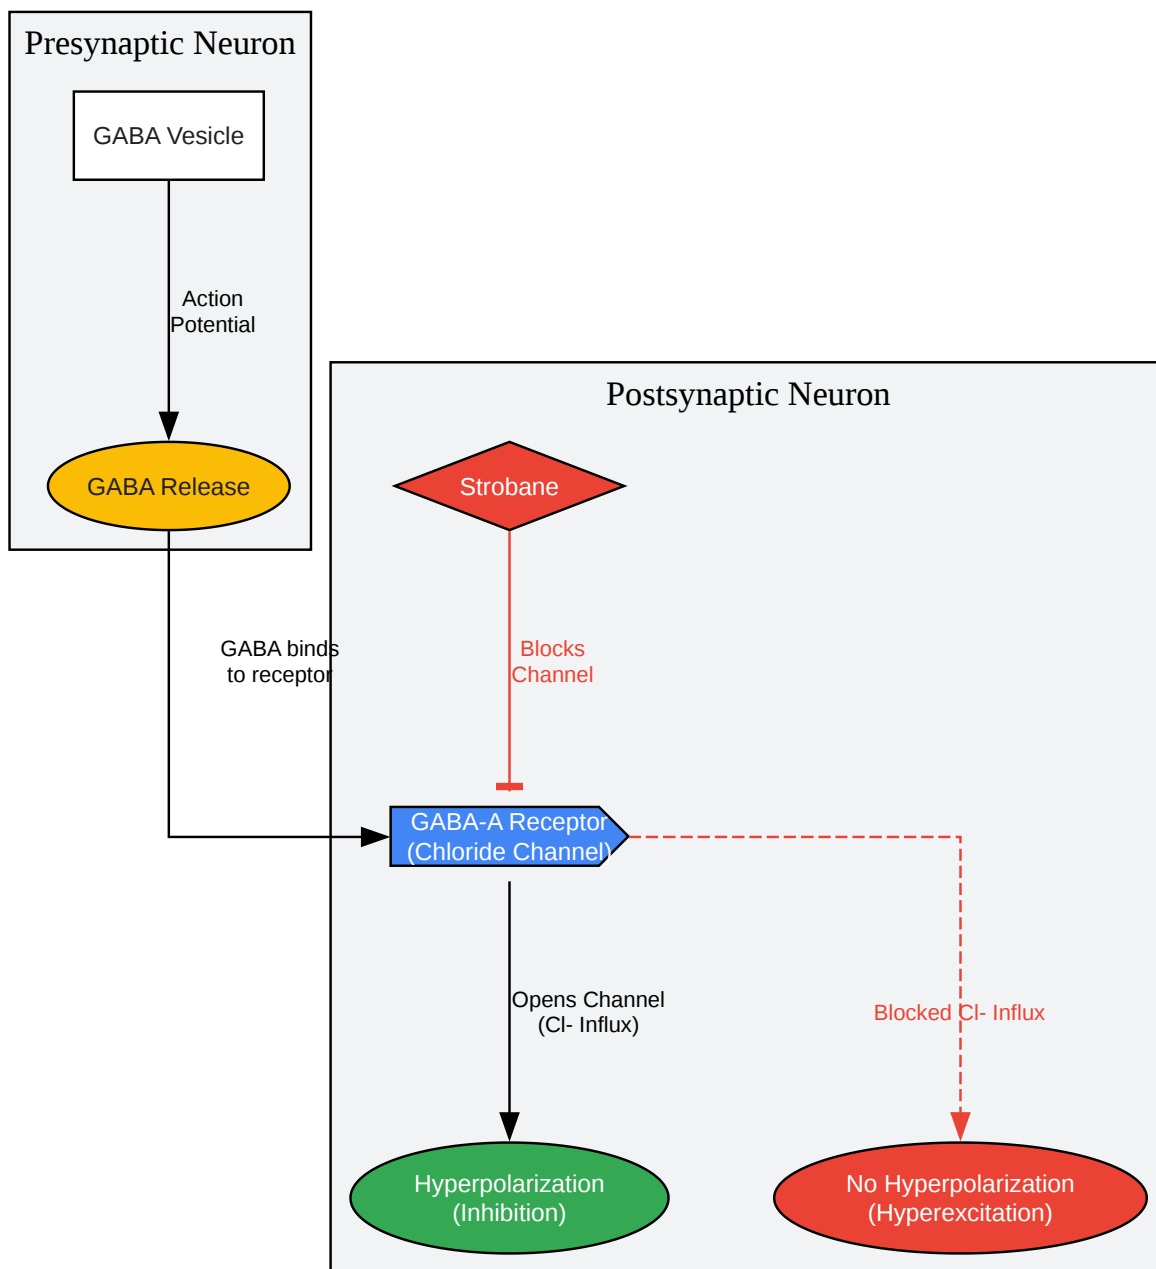 Presynaptic Neuron
GABA Vesicle
Action
Potential
GABA Release
Postsynaptic Neuron
Strobane
GABA binds
to receptor
Blocks
Channel
GABA-A Receptor
(Chloride Channel)
Opens Channel
(Cl- Influx)
Blocked Cl- Influx
Hyperpolarization
(Inhibition)
No Hyperpolarization
(Hyperexcitation)